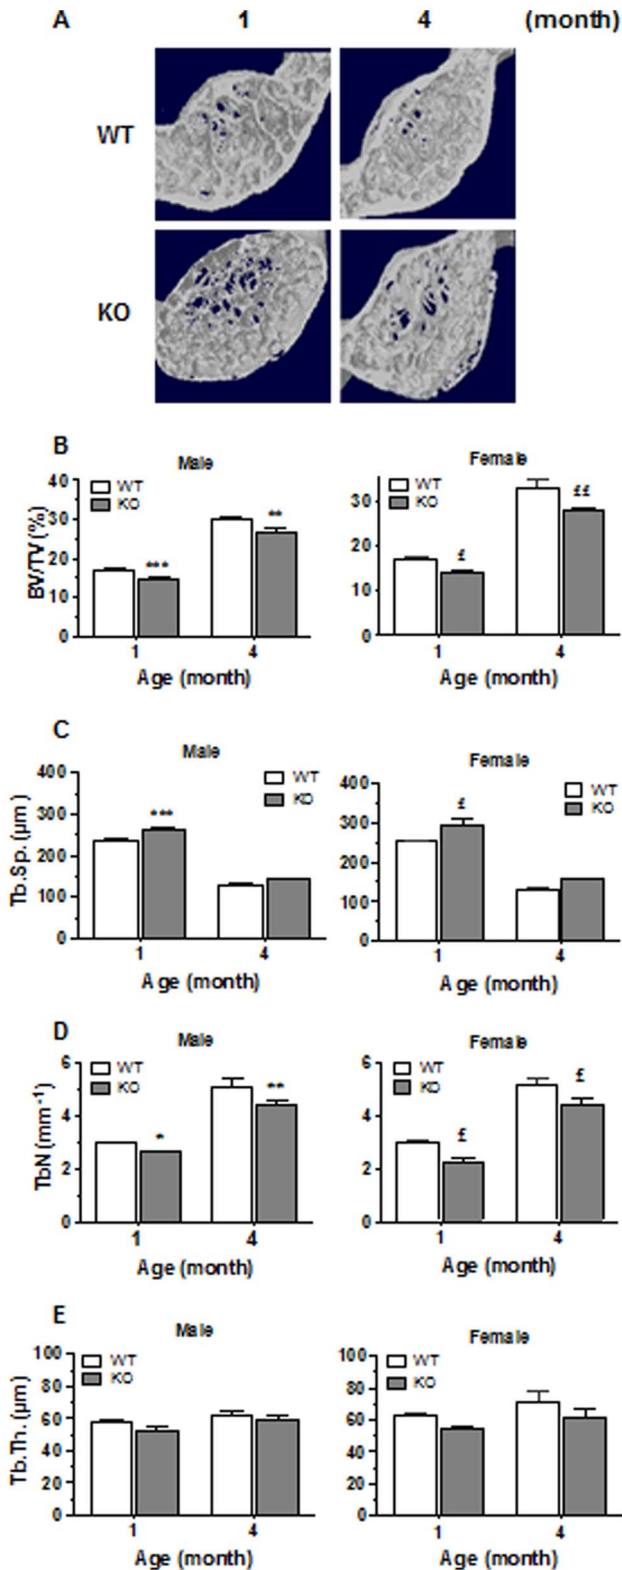 A 1 4 (month)
WT
KO
B
Male
Female
WT
KO
WT
KO
BV/TV (%)
40
30
20
10
0
30
20
10
0
***
**
£
££
1 4
1 4
Age (month)
Age (month)
C
Male
Female
WT
KO
WT
KO
Tb.Sp. (µm)
400
300
200
100
0
400
300
200
100
0
***
£
1 4
1 4
Age (month)
Age (month)
D
Male
Female
WT
KO
WT
KO
TbN (mm⁻¹)
6
4
2
0
6
4
2
0
*
**
£
£
1 4
1 4
Age (month)
Age (month)
E
Male
Female
WT
KO
WT
KO
Tb.Th. (µm)
100
80
60
40
20
0
100
80
60
40
20
0
1 4
1 4
Age (month)
Age (month)